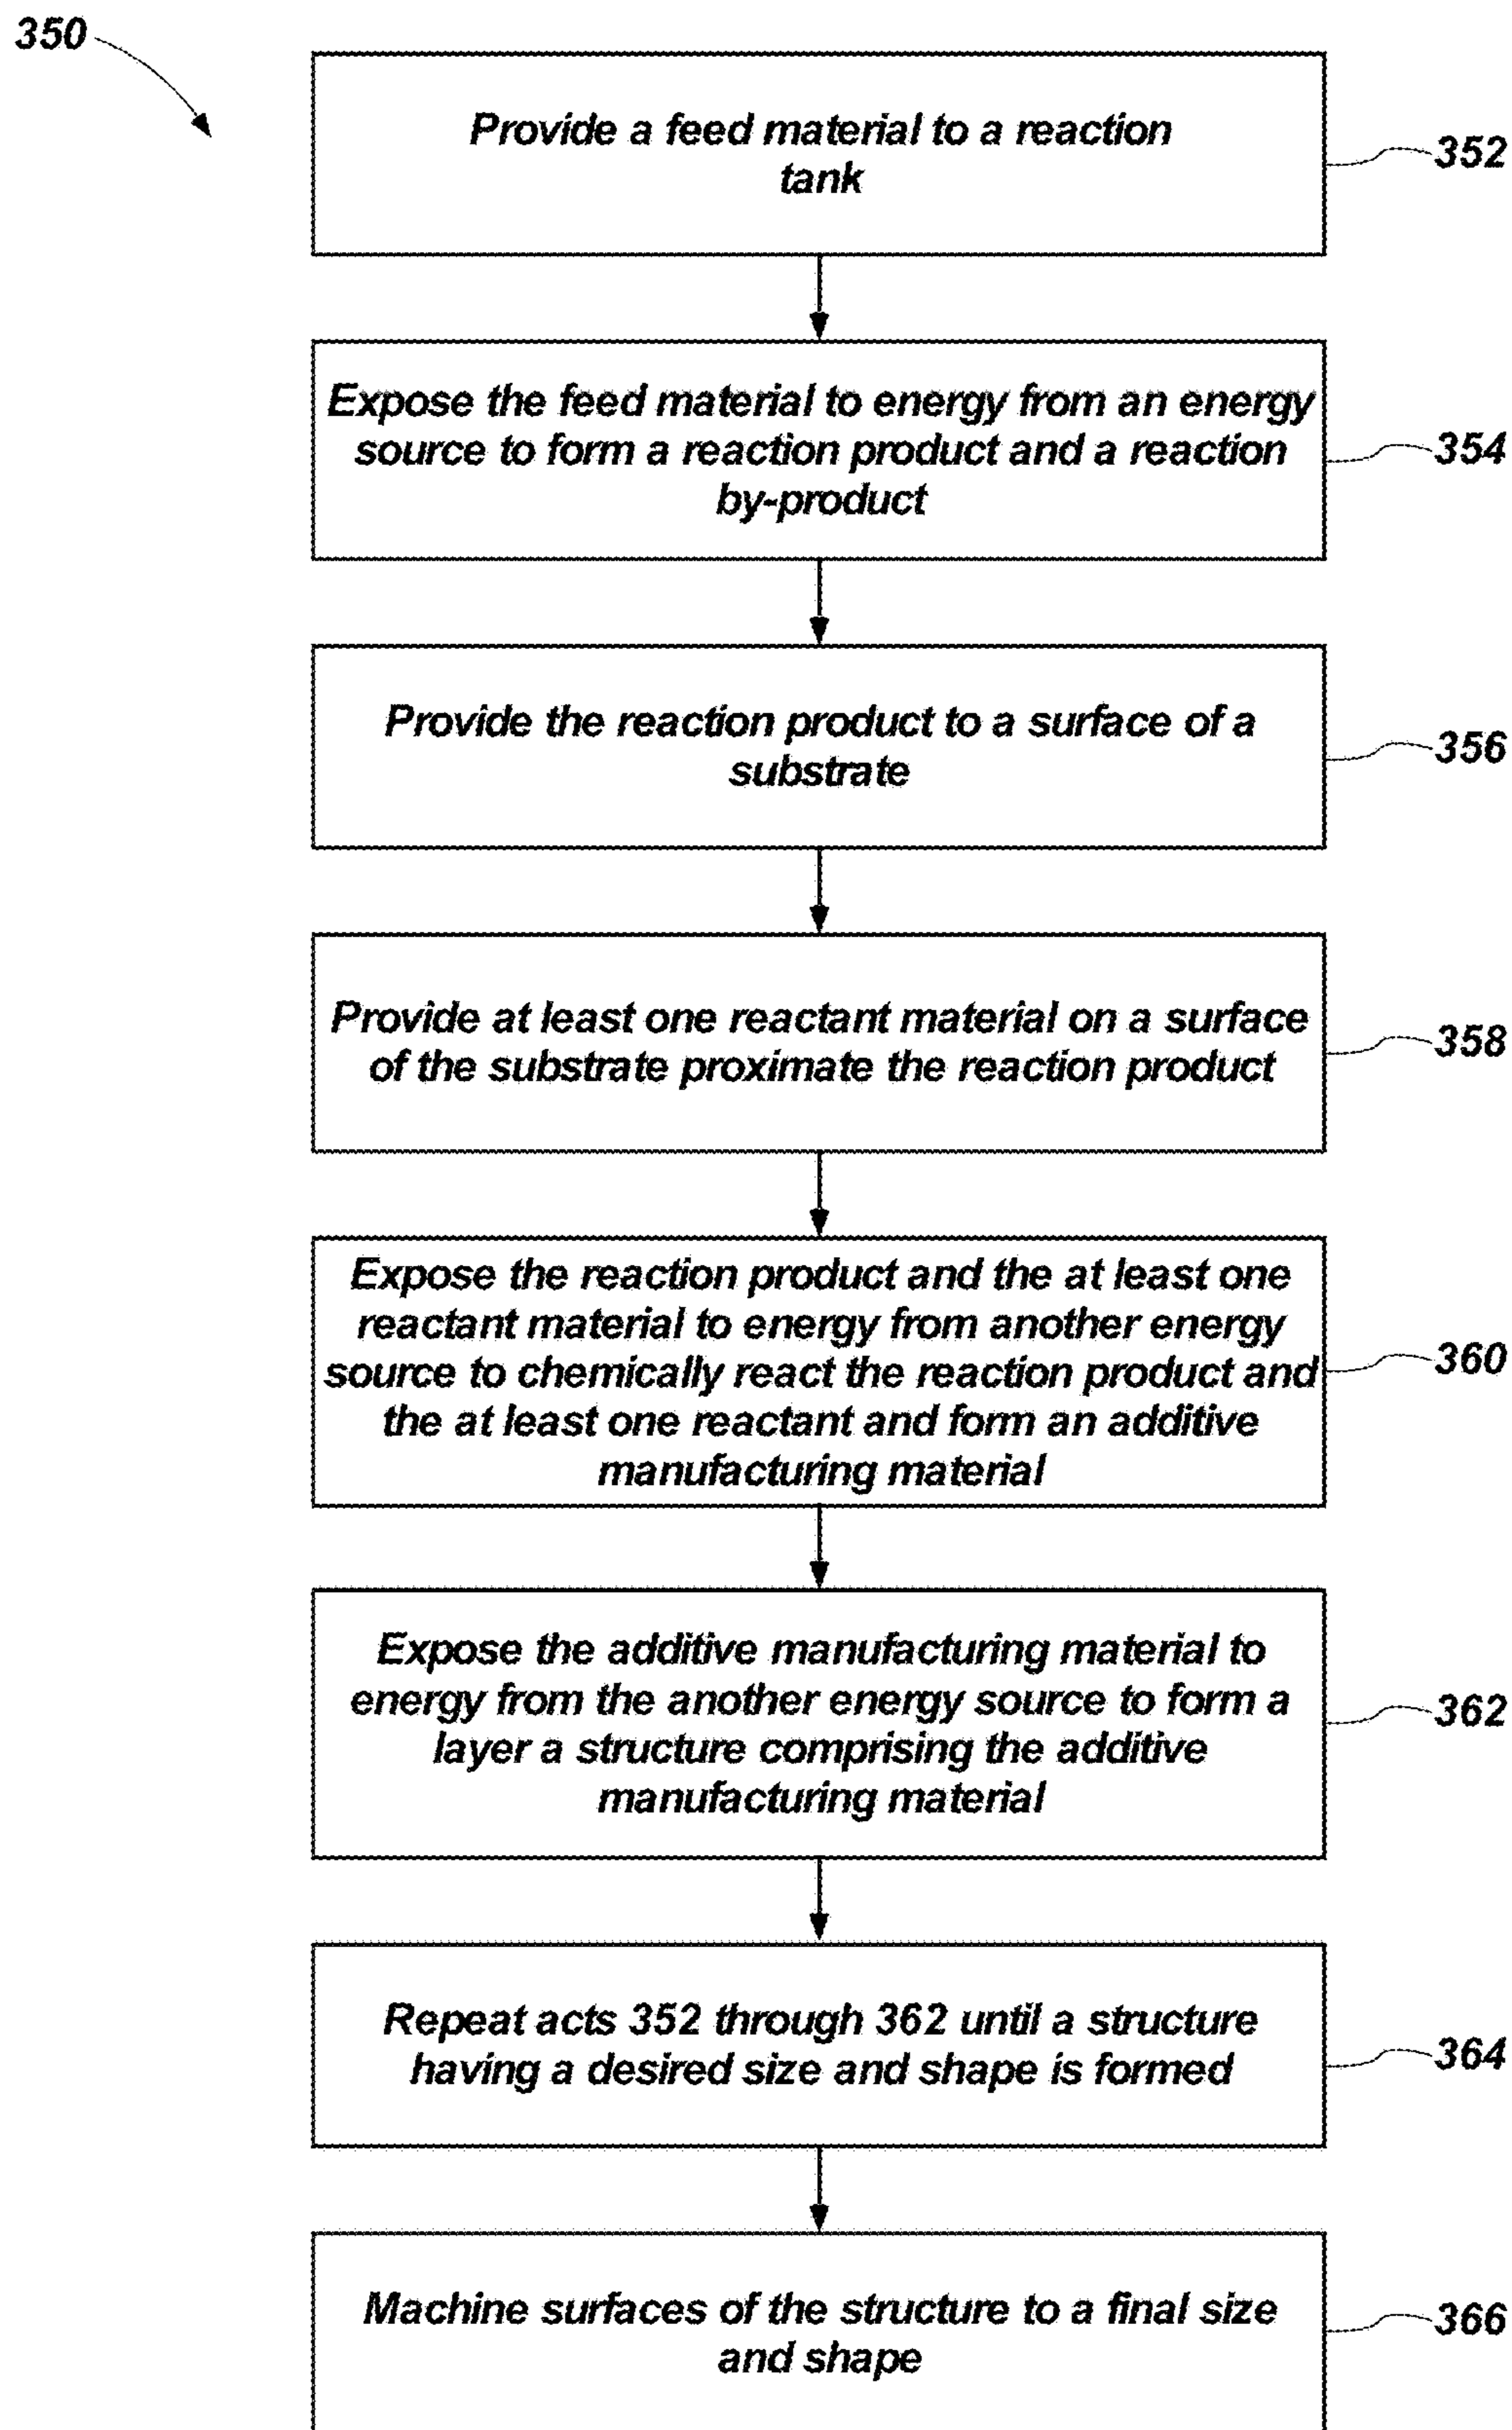 350
Provide a feed material to a reaction
tank
352
Expose the feed material to energy from an energy
source to form a reaction product and a reaction
by-product
354
Provide the reaction product to a surface of a
substrate
356
Provide at least one reactant material on a surface
of the substrate proximate the reaction product
358
Expose the reaction product and the at least one
reactant material to energy from another energy
source to chemically react the reaction product and
the at least one reactant and form an additive
manufacturing material
360
Expose the additive manufacturing material to
energy from the another energy source to form a
layer a structure comprising the additive
manufacturing material
362
Repeat acts 352 through 362 until a structure
having a desired size and shape is formed
364
Machine surfaces of the structure to a final size
and shape
366